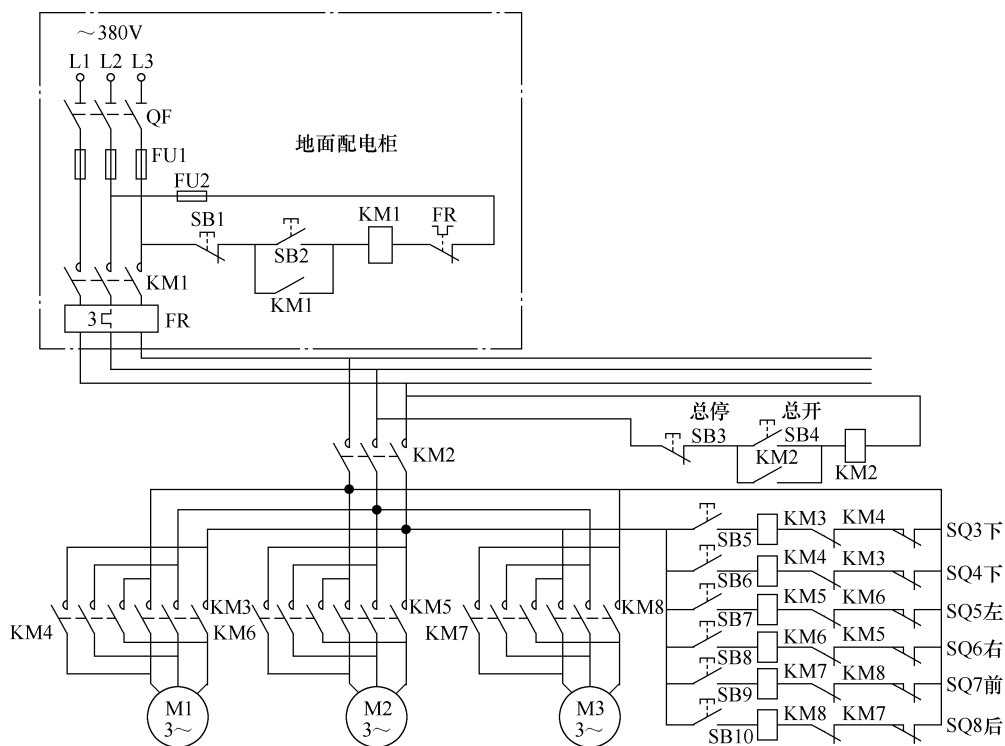 ～380V
L1 L2 L3
QF
地面配电柜
FU1
FU2
SB1
KM1
FR
SB2
KM1
KM1
3
FR
总停
总开
SB3
SB4
KM2
KM2
KM2
SB5 KM3 KM4 SQ3下
SB6 KM4 KM3 SQ4下
SB7 KM5 KM6 SQ5左
SB8 KM6 KM5 SQ6右
SB9 KM7 KM8 SQ7前
SB10 KM8 KM7 SQ8后
KM4
KM3
KM6
KM5
KM7
KM8
M1
3～
M2
3～
M3
3～